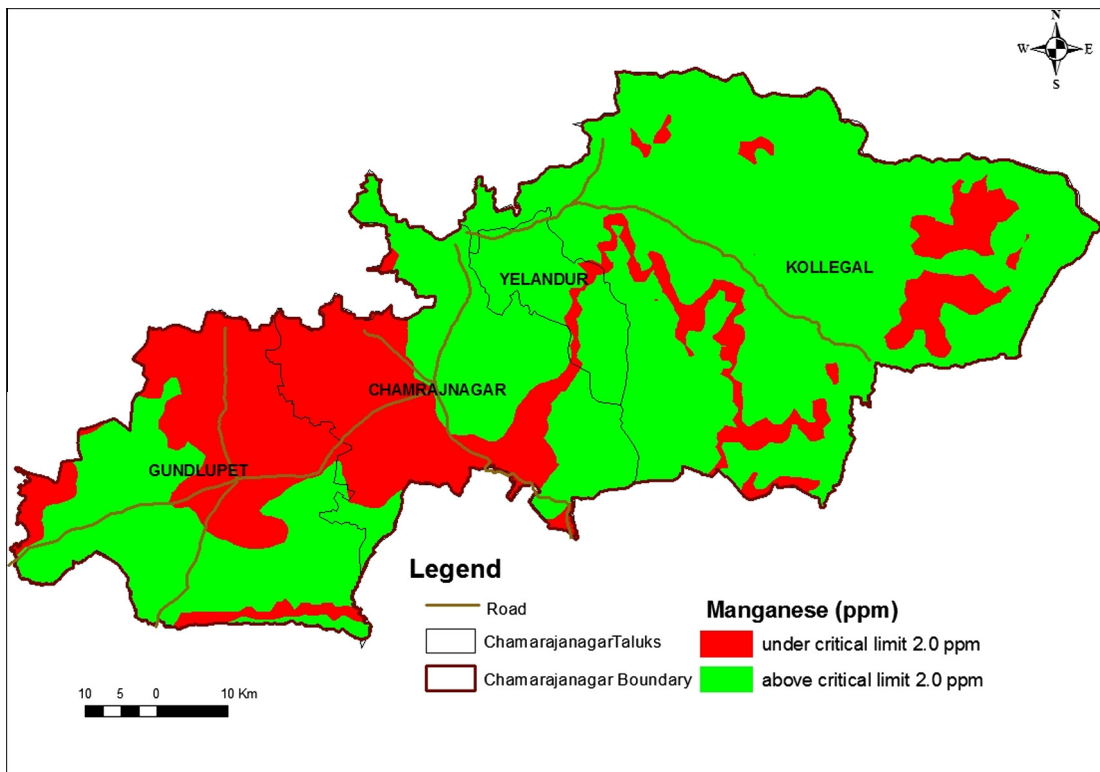 N
W E
S
KOLLEGAL
YELANDUR
CHAMRAJNAGAR
GUNDLUPET
Legend
Road
ChamarajanagarTaluks
Chamarajanagar Boundary
Manganese (ppm)
under critical limit 2.0 ppm
above critical limit 2.0 ppm
10 5 0 10 Km